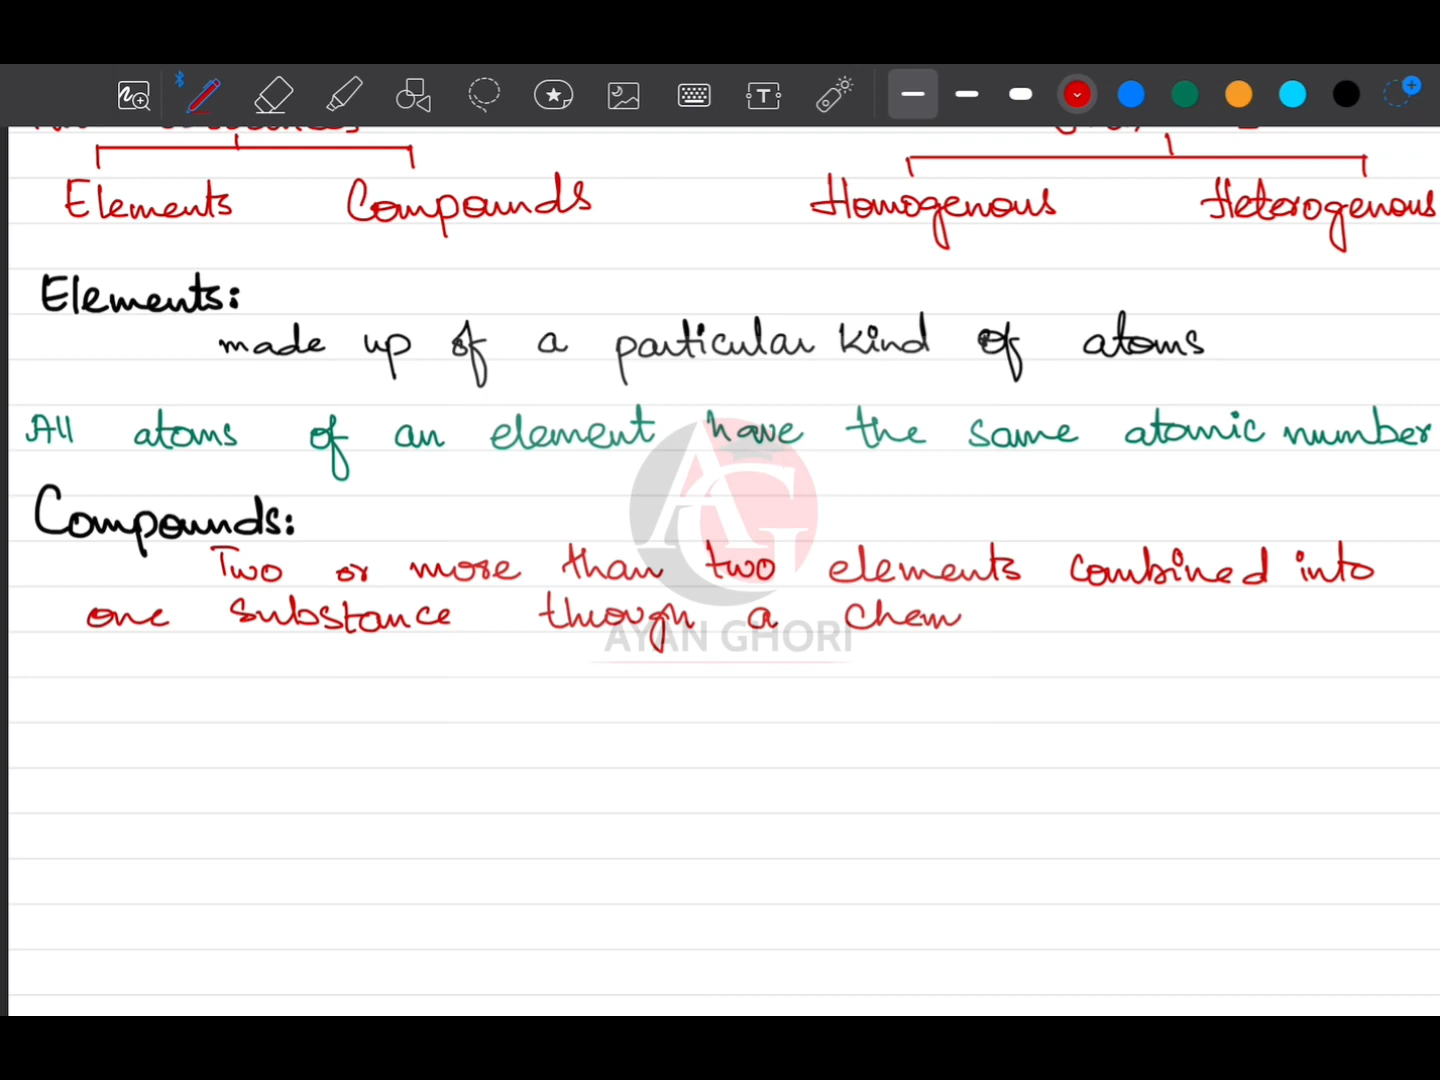 Elements Compounds Homogenous Heterogenous
Elements:
made up of a particular kind of atoms
All atoms of an element have the same atomic number
Compounds:
Two or more than two elements combined into
one substance through a chem
AG
AYAN GHORI